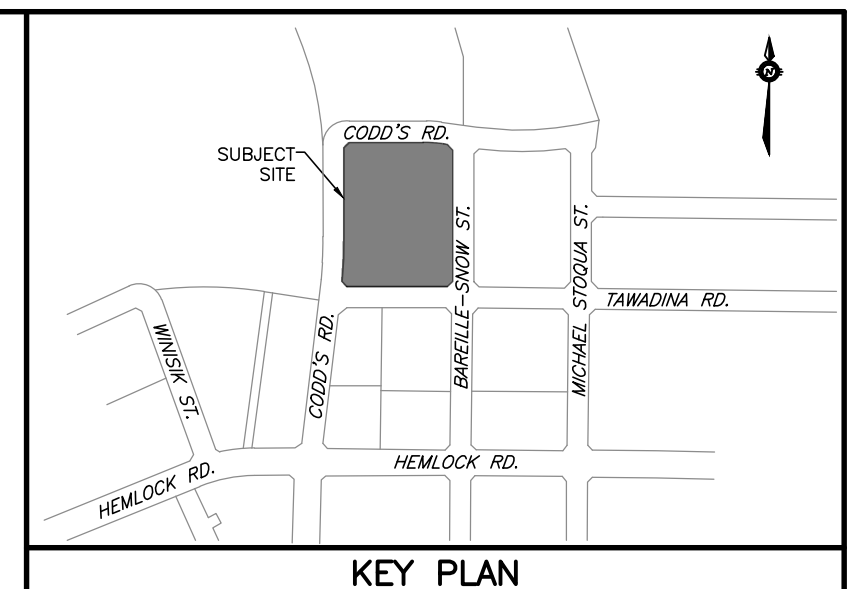 CODD'S RD.
SUBJECT
SITE
N
BAREILLE-SNOW ST.
MICHAEL STOQUA ST.
TAWADINA RD.
CODD'S RD.
WINISIK ST.
HEMLOCK RD.
HEMLOCK RD.
KEY PLAN